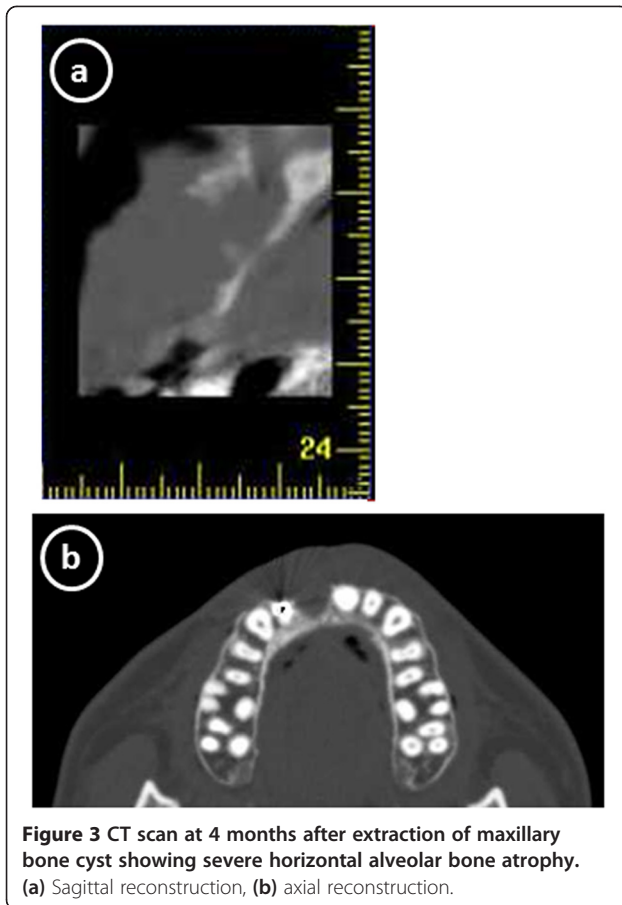 a
24
b
Figure 3 CT scan at 4 months after extraction of maxillary
bone cyst showing severe horizontal alveolar bone atrophy.
(a) Sagittal reconstruction, (b) axial reconstruction.